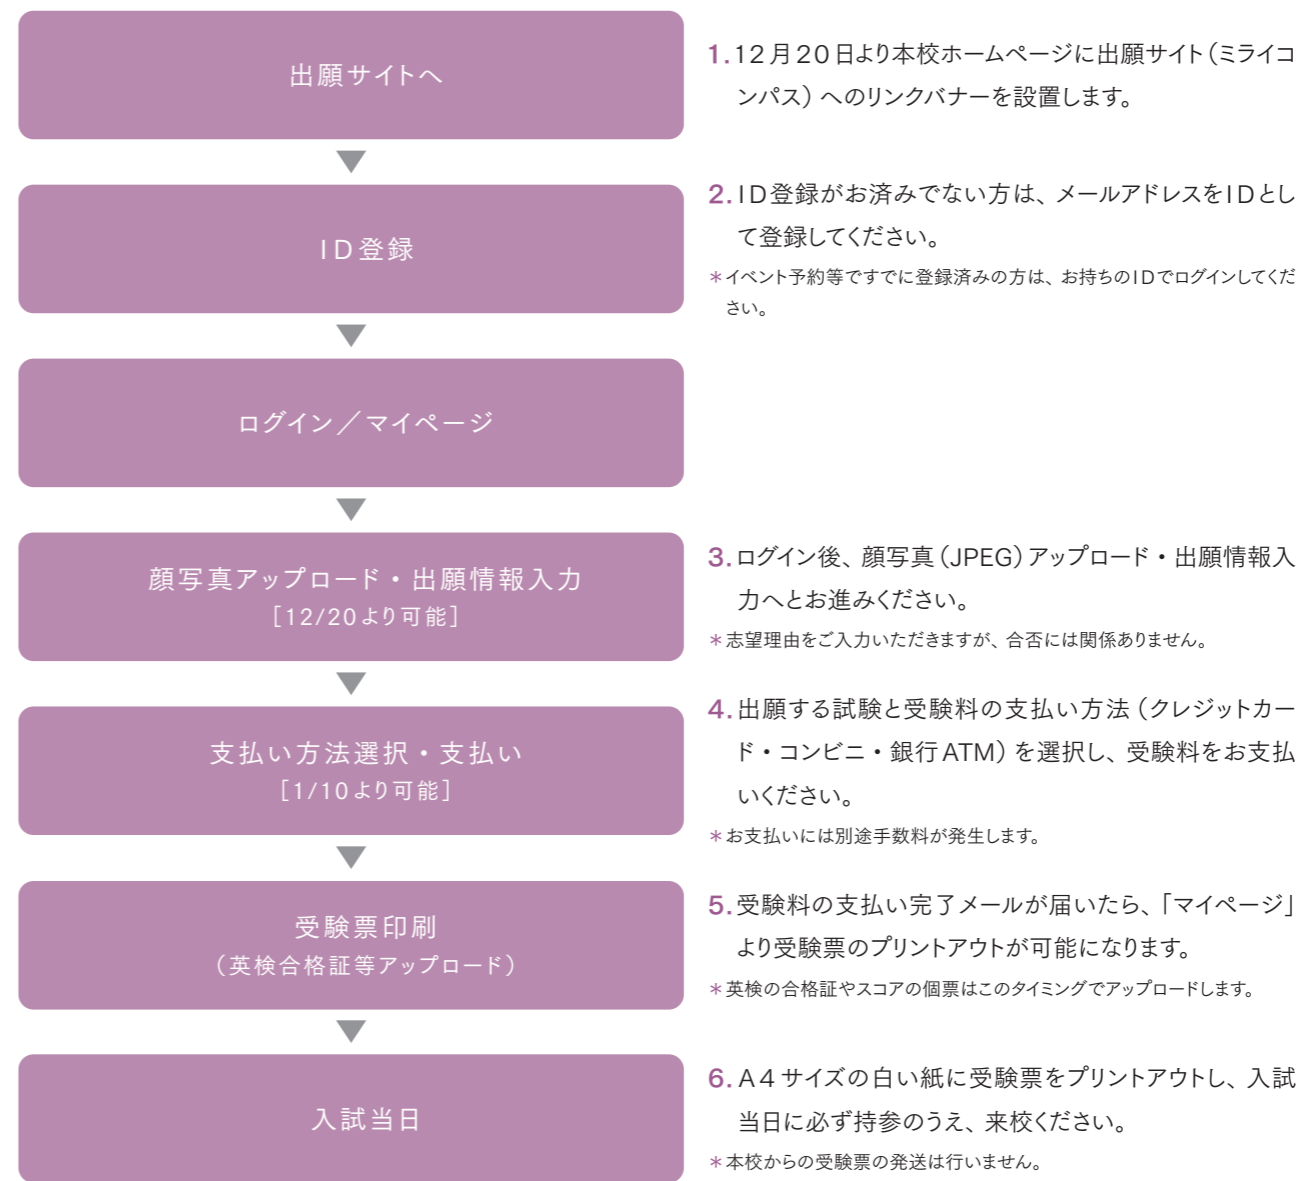 出願サイトへ
1.12月20日より本校ホームページに出願サイト（ミライコ
ンパス）へのリンクバナーを設置します。
ID登録
2.ID登録がお済みでない方は、メールアドレスをIDとし
て登録してください。
＊イベント予約等ですでに登録済みの方は、お持ちのIDでログインしてくだ
さい。
ログイン／マイページ
顔写真アップロード・出願情報入力
［12/20より可能］
3.ログイン後、顔写真（JPEG）アップロード・出願情報入
力へとお進みください。
＊志望理由をご入力いただきますが、合否には関係ありません。
支払い方法選択・支払い
［1/10より可能］
4.出願する試験と受験料の支払い方法（クレジットカー
ド・コンビニ・銀行ATM）を選択し、受験料をお支払
いください。
＊お支払いには別途手数料が発生します。
受験票印刷
（英検合格証等アップロード）
5.受験料の支払い完了メールが届いたら、「マイページ」
より受験票のプリントアウトが可能になります。
＊英検の合格証やスコアの個票はこのタイミングでアップロードします。
入試当日
6.A4サイズの白い紙に受験票をプリントアウトし、入試
当日に必ず持参のうえ、来校ください。
＊本校からの受験票の発送は行いません。